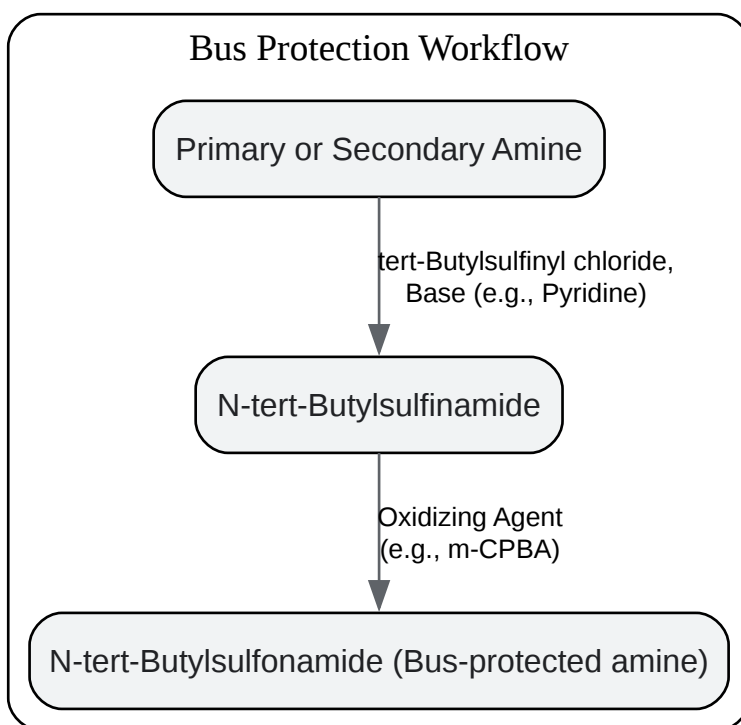 Bus Protection Workflow
Primary or Secondary Amine
tert-Butylsulfinyl chloride,
Base (e.g., Pyridine)
N-tert-Butylsulfinamide
Oxidizing Agent
(e.g., m-CPBA)
N-tert-Butylsulfonamide (Bus-protected amine)